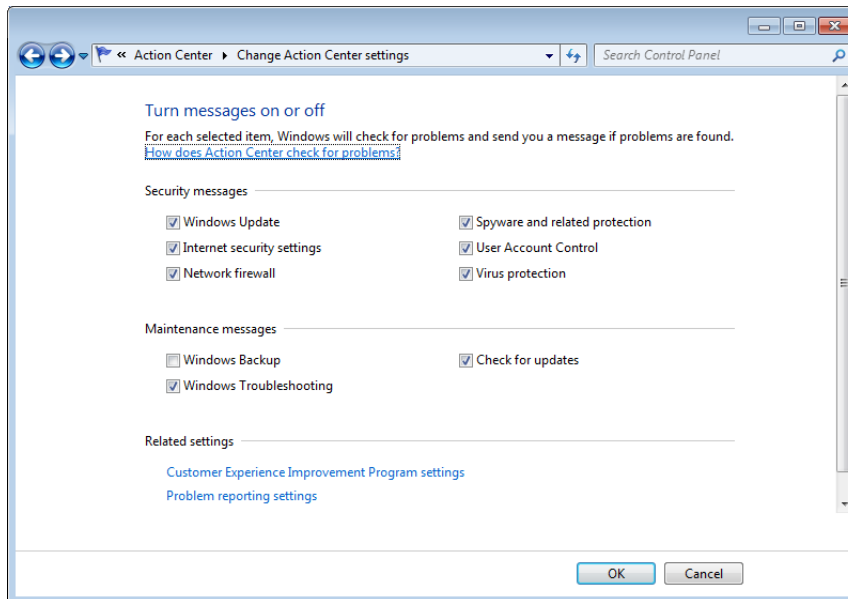 « Action Center ▸ Change Action Center settings
Search Control Panel
Turn messages on or off
For each selected item, Windows will check for problems and send you a message if problems are found.
How does Action Center check for problems?
Security messages
Windows Update
Spyware and related protection
Internet security settings
User Account Control
Network firewall
Virus protection
Maintenance messages
Windows Backup
Check for updates
Windows Troubleshooting
Related settings
Customer Experience Improvement Program settings
Problem reporting settings
OK
Cancel